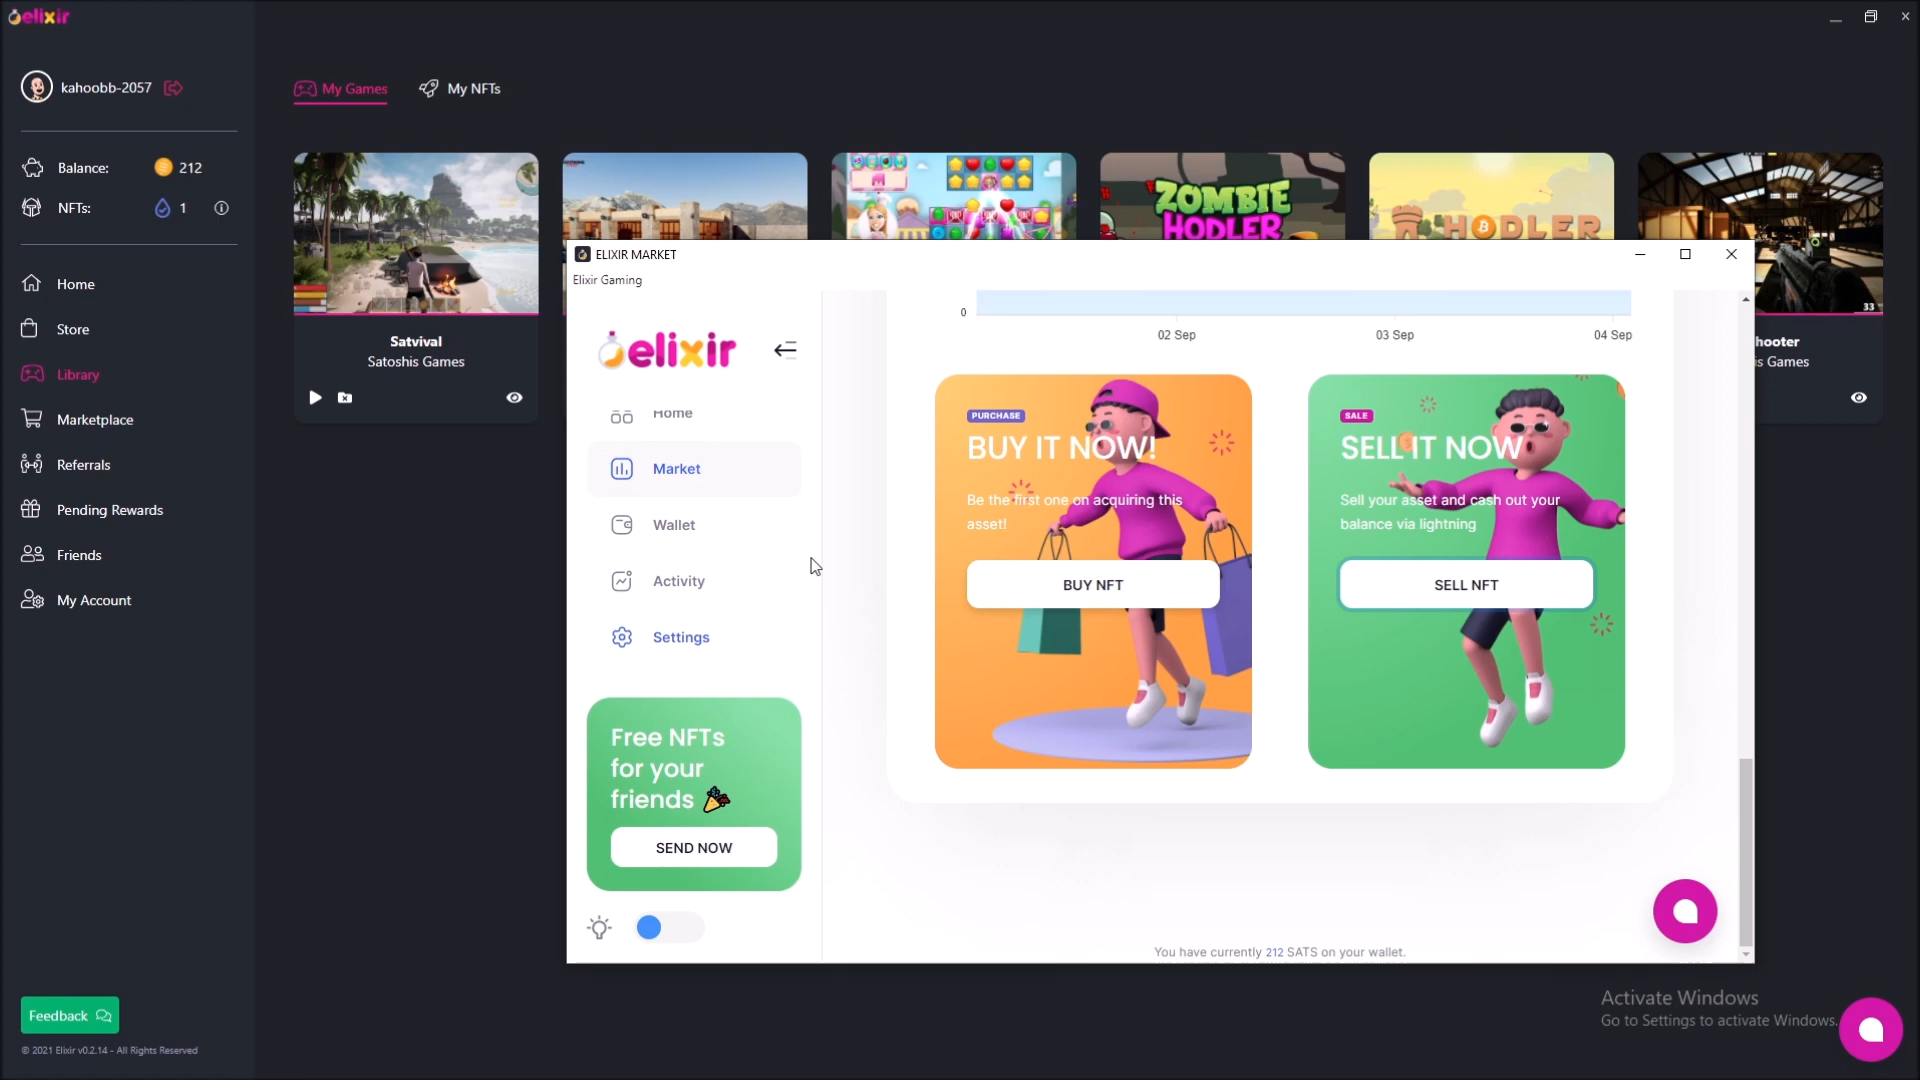 elixir
kahoobb-2057
Balance: 212
NFTs: 1
Home
Store
Library
Marketplace
Referrals
Pending Rewards
Friends
My Account
Feedback
© 2021 Elixir v0.2.14 - All Rights Reserved
My Games
My NFTs
Satvival
Satoshis Games
ZOMBIE
HODLER
HODLER
33
hooter
is Games
ELIXIR MARKET
Elixir Gaming
elixir
Home
Market
Wallet
Activity
Settings
Free NFTs
for your
friends
SEND NOW
0
02 Sep
03 Sep
04 Sep
PURCHASE
BUY IT NOW!
Be the first one on acquiring this
asset!
BUY NFT
SALE
SELL IT NOW
Sell your asset and cash out your
balance via lightning
SELL NFT
You have currently 212 SATS on your wallet.
Activate Windows
Go to Settings to activate Windows.